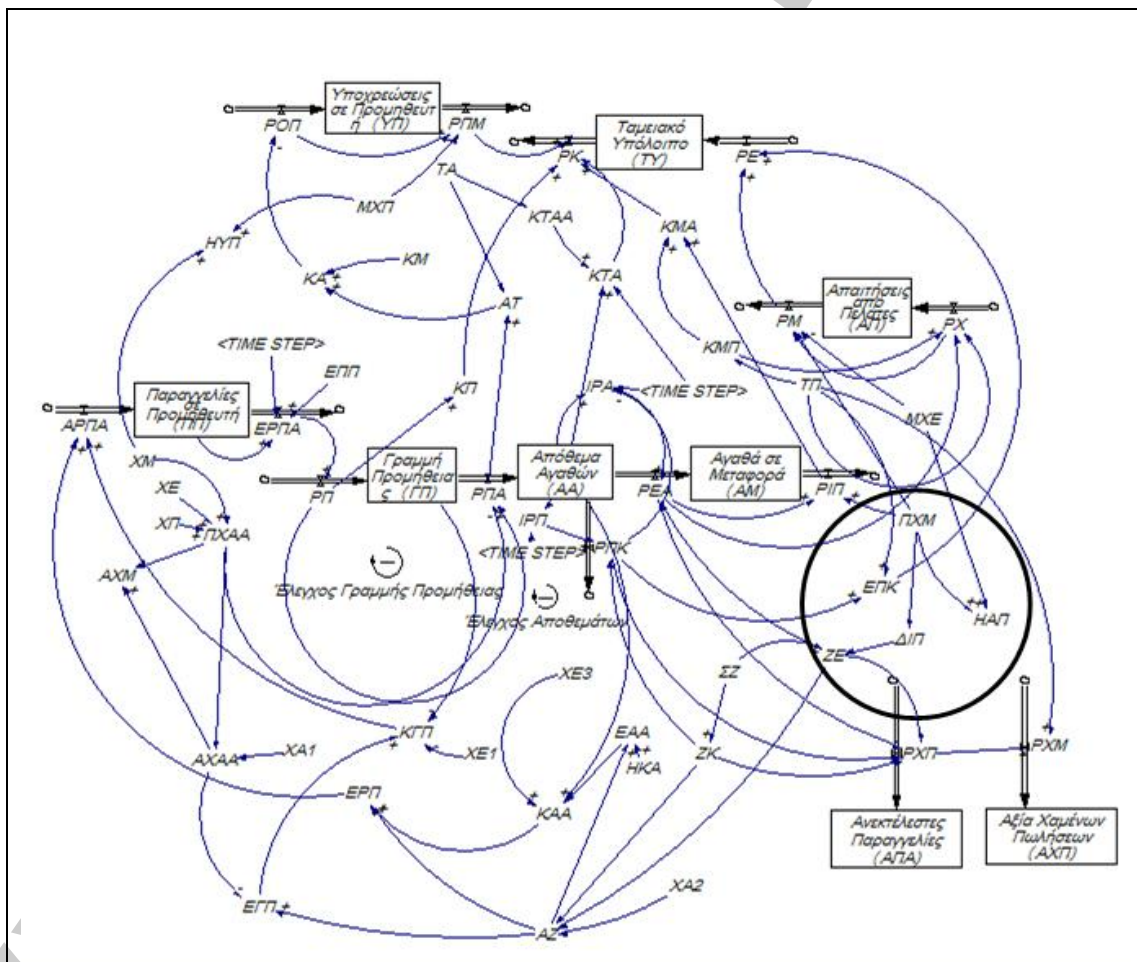 Υποχρεώσεις
σε Προμηθευτ
ή (ΥΠ)
ΡΟΠ
ΡΠΜ
Ταμειακό
Υπόλοιπο
(ΤΥ)
ΡΚ
ΡΕ
ΤΑ
ΜΧΠ
ΚΤΑΑ
ΚΜΑ
ΗΥΠ
ΚΑ
ΚΜ
ΚΤΑ
ΑΤ
Απαιτήσεις
από
Πελάτες
(ΑΠ)
ΡΜ
ΡΧ
<TIME STEP>
ΕΠΠ
ΚΠ
ΚΜΠ
ΙΡΑ
<TIME STEP>
ΤΠ
ΜΧΕ
Παραγγελίες
σε
Προμηθευτή
(ΠΠ)
ΑΡΠΑ
ΕΡΠΑ
ΧΜ
Γραμμή
Προμήθεια
ς (ΓΠ)
Απόθεμα
Αγαθών
(ΑΑ)
Αγαθά σε
Μεταφορά
(ΑΜ)
ΡΠ
ΡΠΑ
ΡΕΑ
ΡΙΠ
ΧΕ
ΧΠ
ΠΧΑΑ
ΙΡΠ
<TIME STEP>
ΑΡΠΚ
ΠΧΜ
ΑΧΜ
Έλεγχος Γραμμής Προμήθειας
Έλεγχος Αποθεμάτων
ΕΠΚ
ΗΑΠ
ΔΙΠ
ΖΕ
ΧΕ3
ΣΖ
ΚΓΠ
ΧΕ1
ΕΑΑ
ΗΚΑ
ΖΚ
ΡΧΠ
ΡΧΜ
ΑΧΑΑ
ΧΑ1
ΕΡΠ
ΚΑΑ
Ανεκτέλεστες
Παραγγελίες
(ΑΠΑ)
Αξία Χαμένων
Πωλήσεων
(ΑΧΠ)
ΧΑ2
ΕΓΠ
ΑΖ